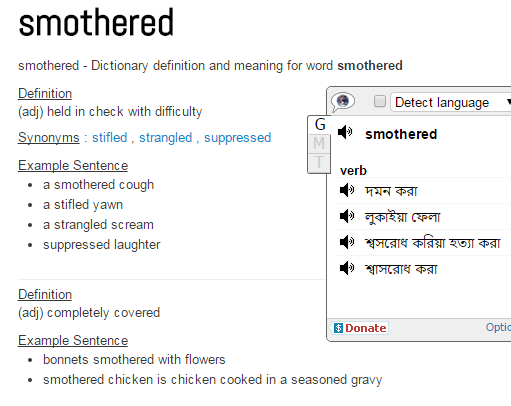 smothered
smothered - Dictionary definition and meaning for word smothered
Definition
(adj) held in check with difficulty
Synonyms : stifled , strangled , suppressed
Example Sentence
a smothered cough
a stifled yawn
a strangled scream
suppressed laughter
Definition
(adj) completely covered
Example Sentence
bonnets smothered with flowers
smothered chicken is chicken cooked in a seasoned gravy
Detect language
G
M
T
smothered
verb
দমন করা
লুকাইয়া ফেলা
শ্বসরোধ করিয়া হত্যা করা
শ্বাসরোধ করা
Donate